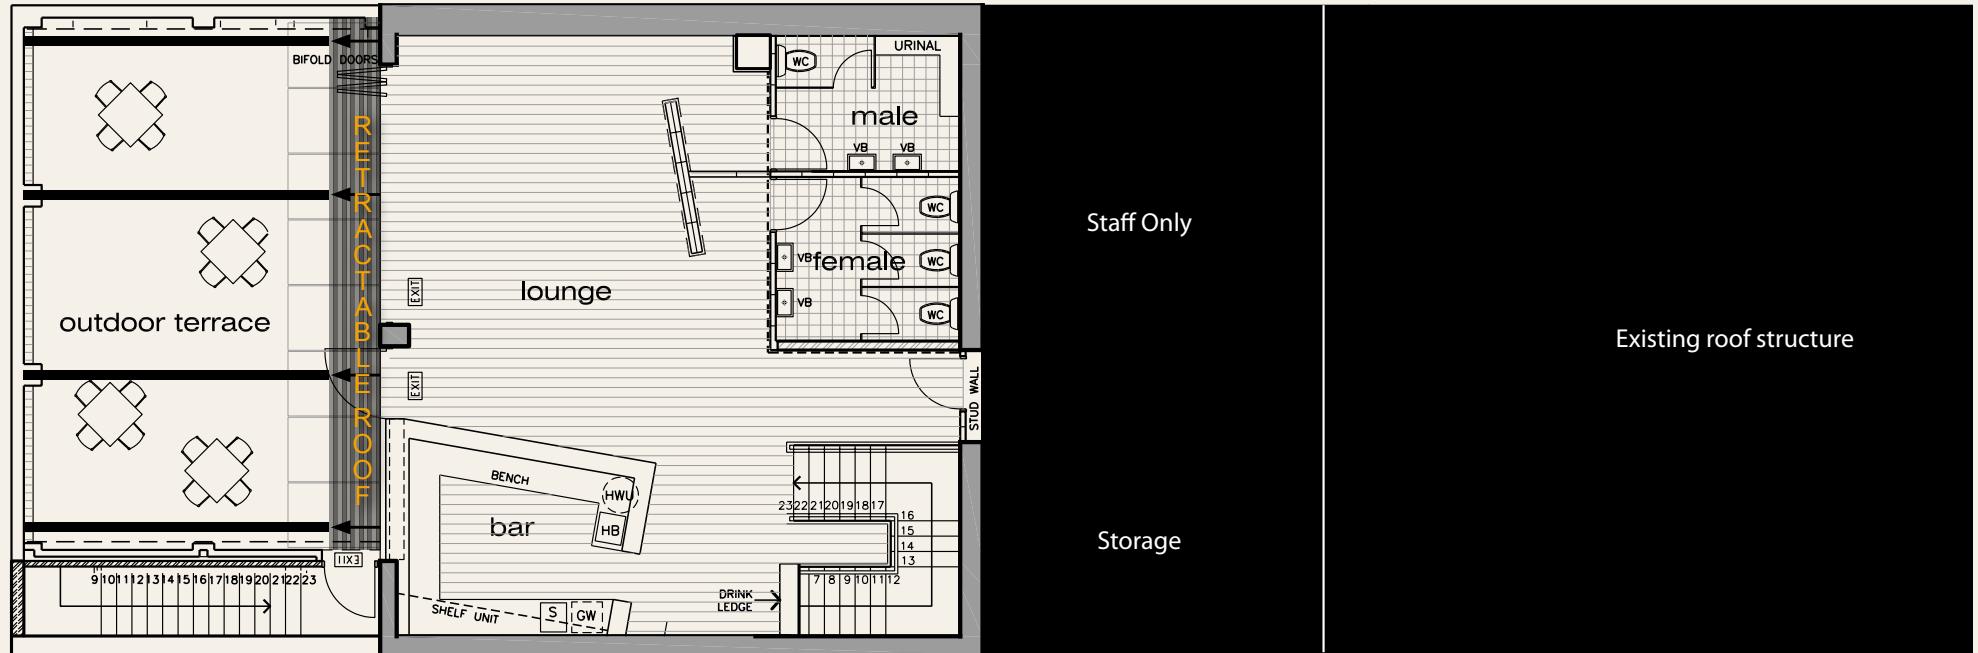 BIFOLD DOORS
RETRACTABLE ROOF
outdoor terrace
EXIT
9 10 11 12 13 14 15 16 17 18 19 20 21 22 23
lounge
EXIT
EXIT
WC
URINAL
male
VB
VB
VB
VB
female
WC
WC
WC
STUD WALL
BENCH
HWU
HB
bar
SHELF UNIT
S
GW
DRINK
LEDGE
23 22 21 20 19 18 17
16
15
14
13
7 8 9 10 11 12
Staff Only
Storage
Existing roof structure